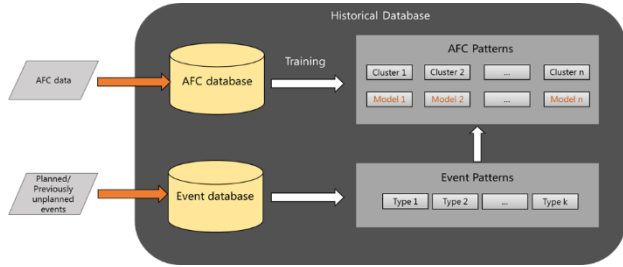 Historical Database
AFC data
AFC database
Training
AFC Patterns
Cluster 1 Cluster 2 ... Cluster n
Model 1 Model 2 ... Model n
Planned/
Previously
unplanned
events
Event database
Event Patterns
Type 1 Type 2 ... Type k